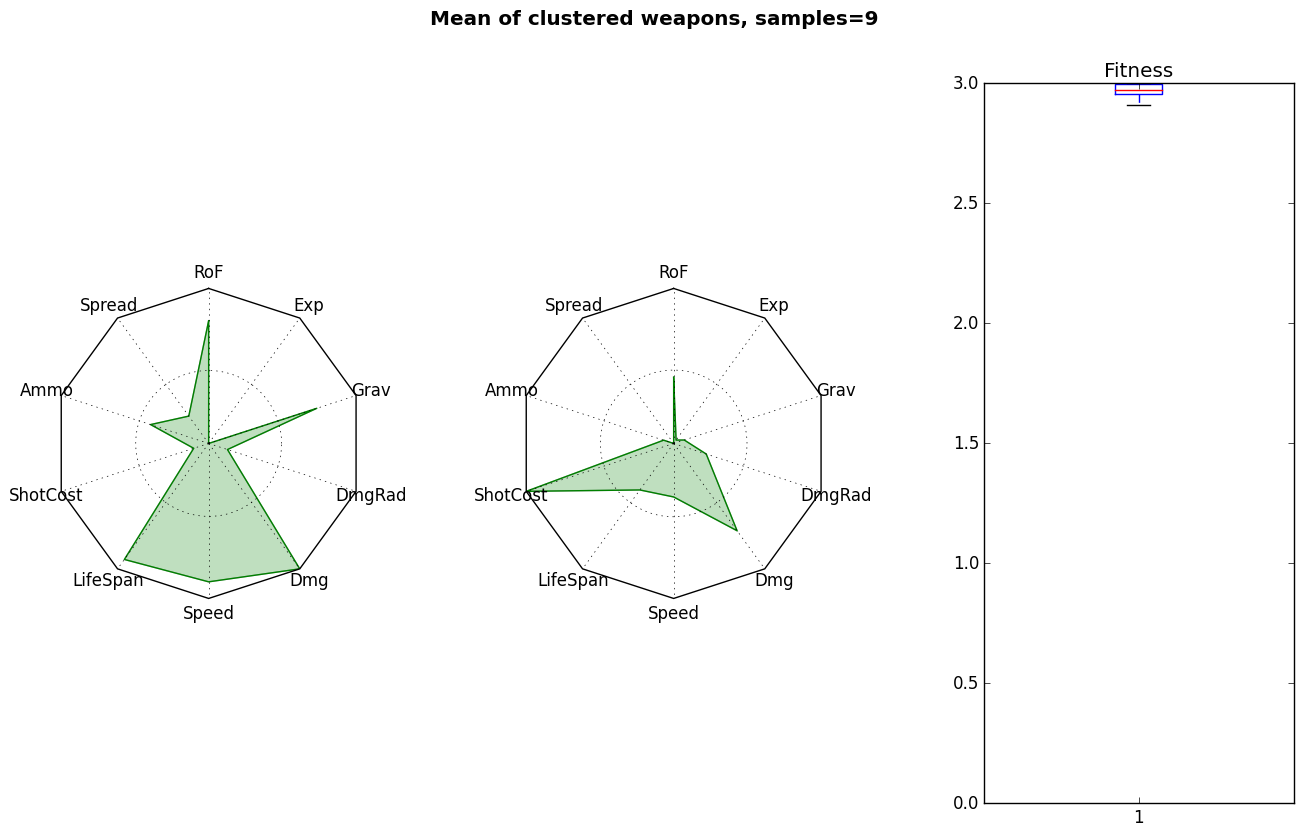 Mean of clustered weapons, samples=9
RoF
Exp
Grav
DmgRad
Dmg
Speed
LifeSpan
ShotCost
Ammo
Spread
RoF
Exp
Grav
DmgRad
Dmg
Speed
LifeSpan
ShotCost
Ammo
Spread
Fitness
3.0
2.5
2.0
1.5
1.0
0.5
0.0
1